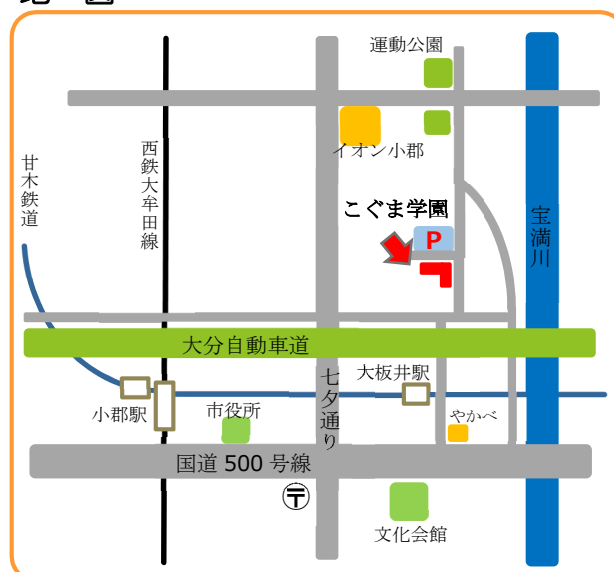 地 図
運動公園
イオン小郡
甘木鉄道
西鉄大牟田線
こぐま学園
P
宝満川
大分自動車道
七夕通り
大板井駅
小郡駅
市役所
やかべ
国道 500 号線
〒
文化会館